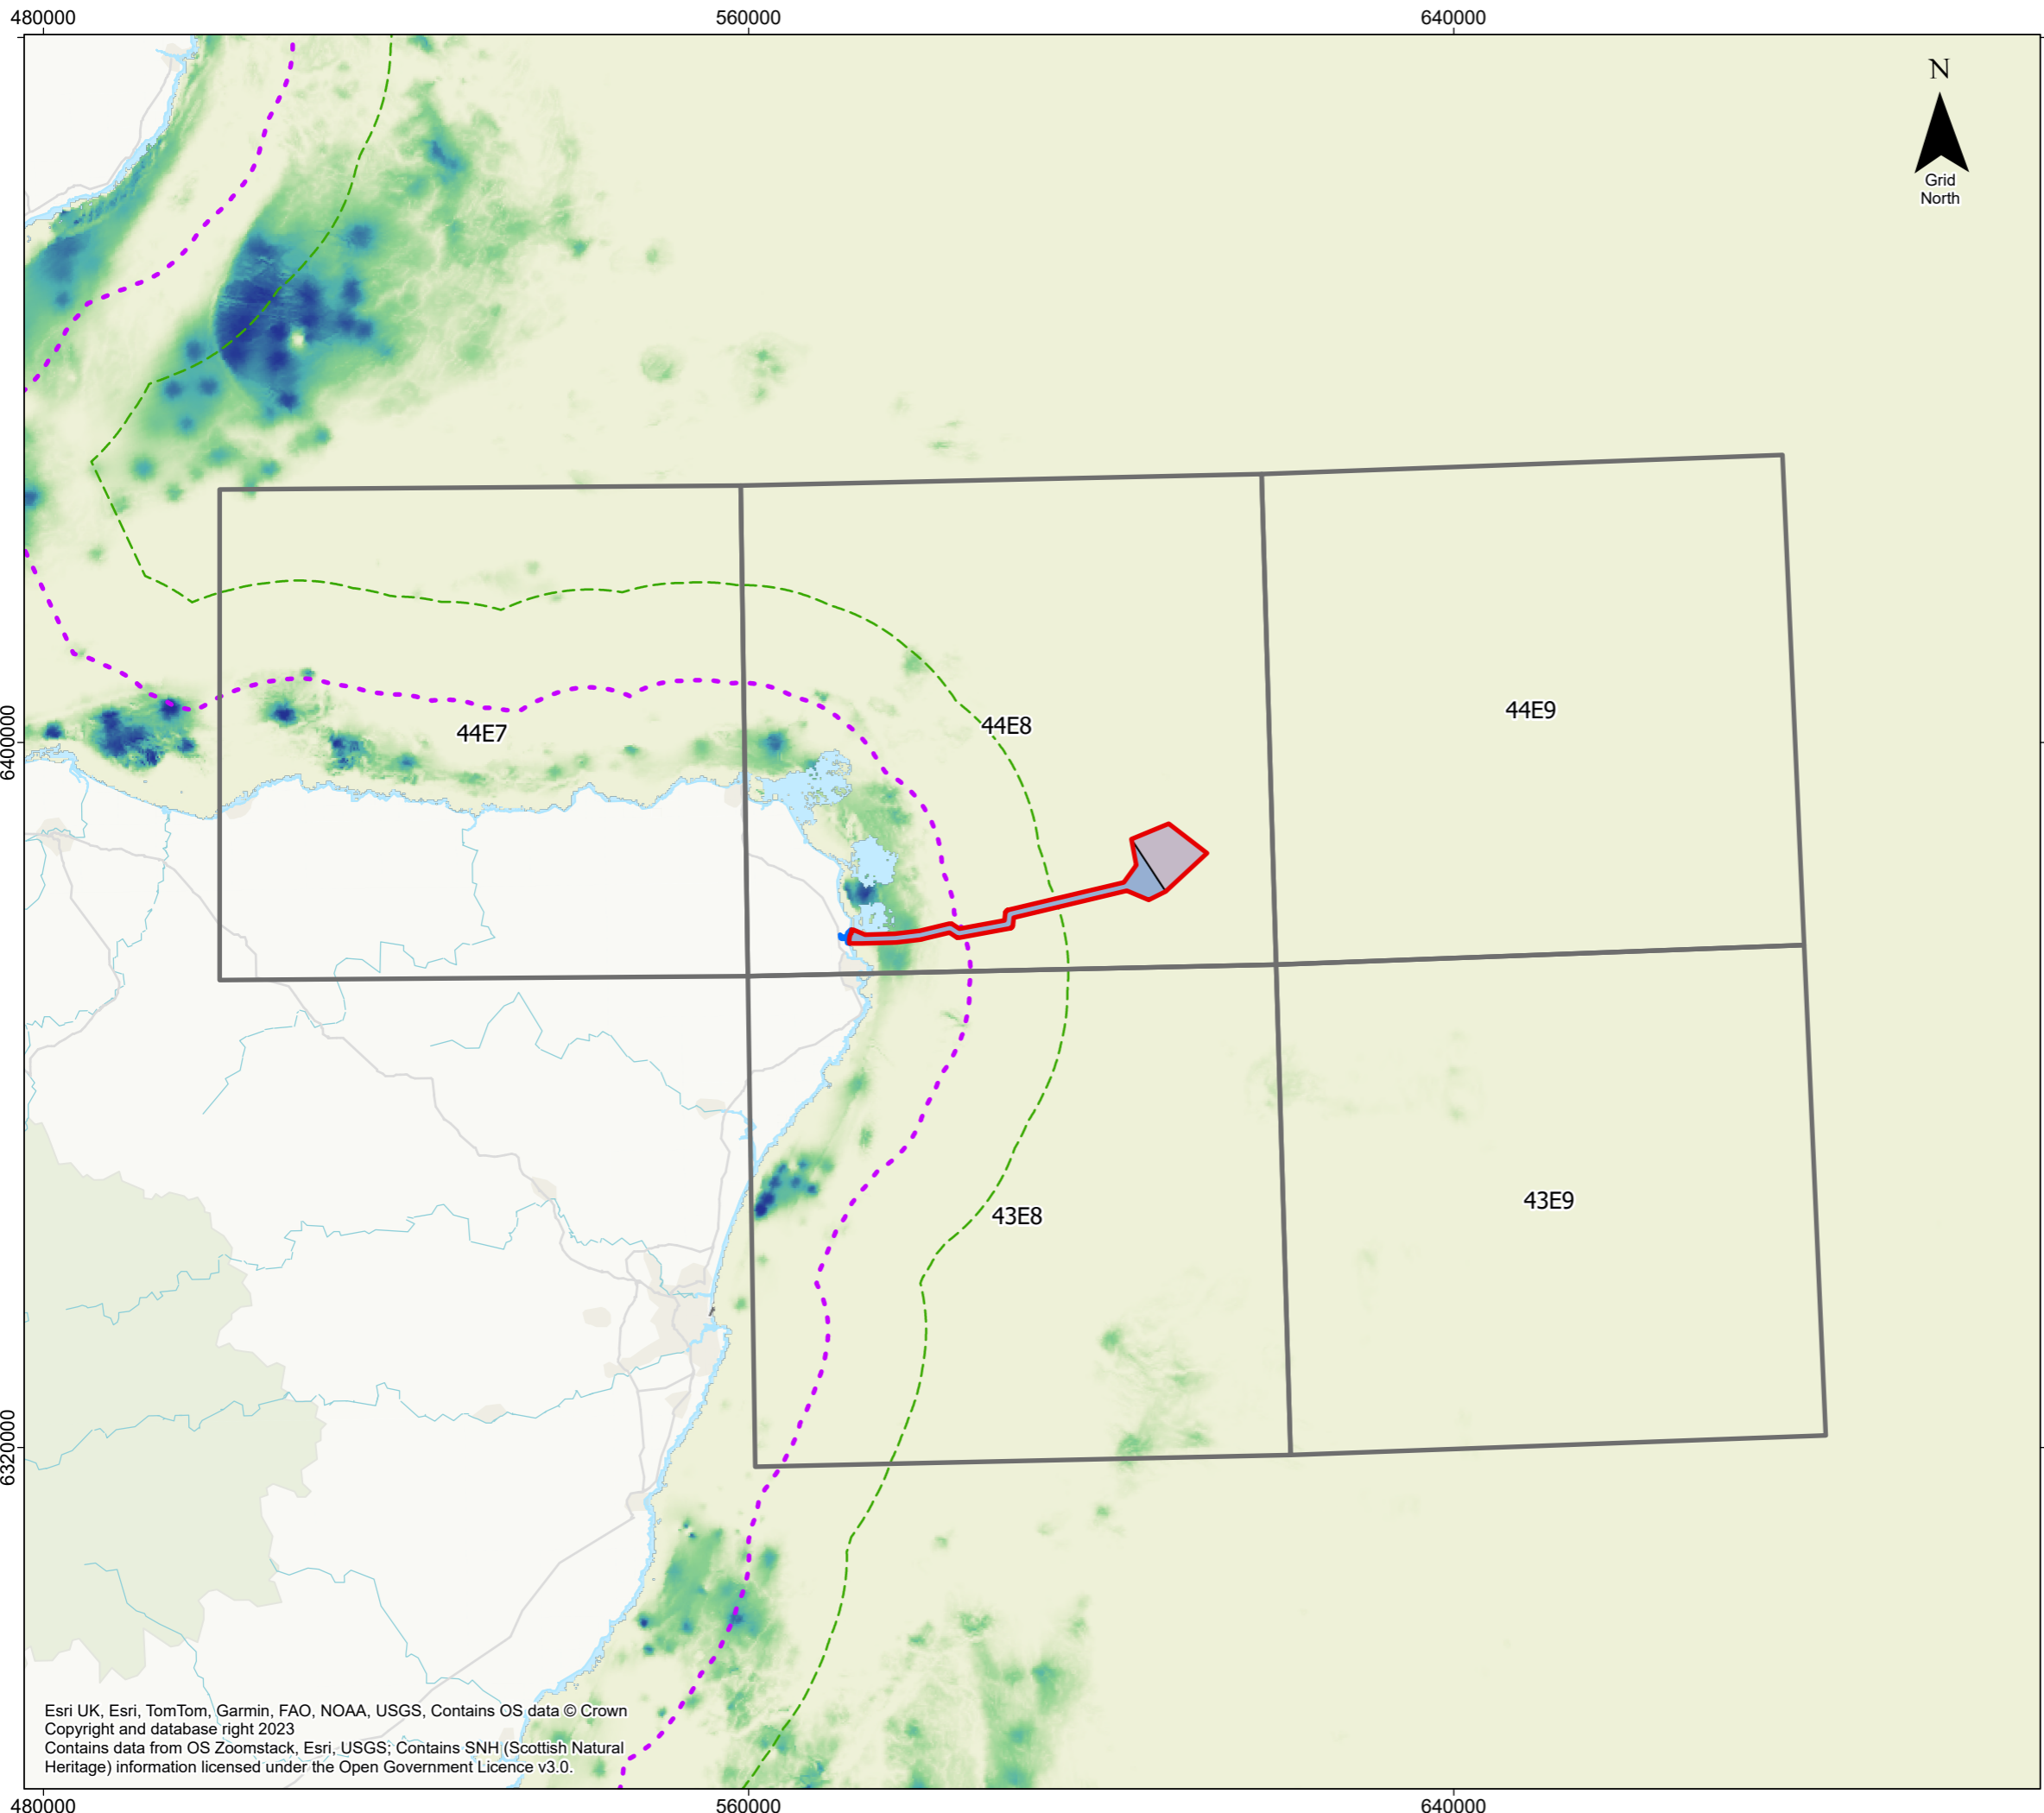 480000 560000 640000
N
Grid
North
6400000
44E7
44E8
44E9
43E8
43E9
6320000
Esri UK, Esri, TomTom, Garmin, FAO, NOAA, USGS, Contains OS data © Crown
Copyright and database right 2023
Contains data from OS Zoomstack, Esri, USGS; Contains SNH (Scottish Natural
Heritage) information licensed under the Open Government Licence v3.0.
480000 560000 640000